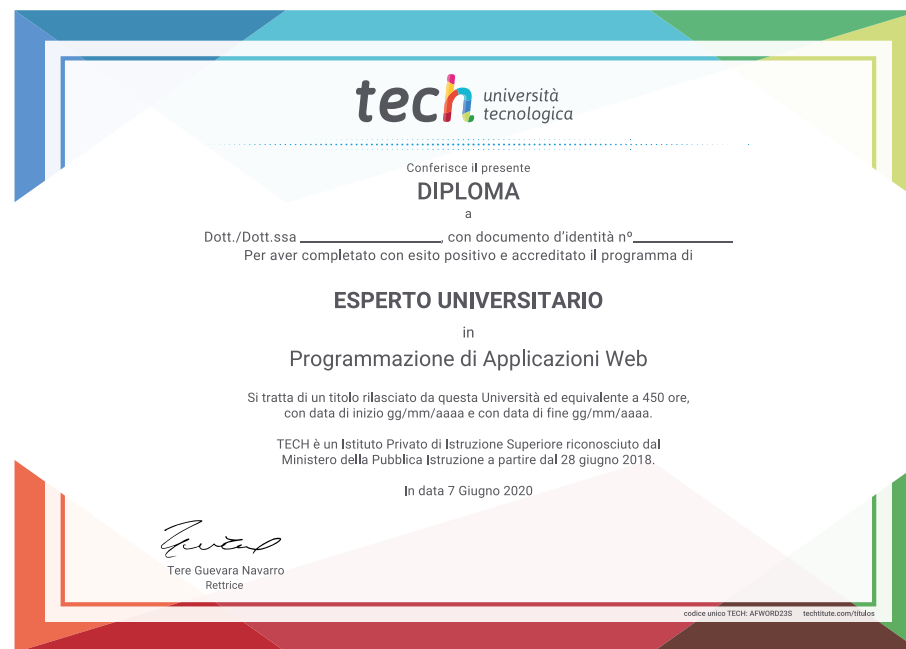 tech università
tecnologica
Conferisce il presente
DIPLOMA
a
Dott./Dott.ssa ____________________, con documento d'identità nº______________
Per aver completato con esito positivo e accreditato il programma di
ESPERTO UNIVERSITARIO
in
Programmazione di Applicazioni Web
Si tratta di un titolo rilasciato da questa Università ed equivalente a 450 ore,
con data di inizio gg/mm/aaaa e con data di fine gg/mm/aaaa.
TECH è un Istituto Privato di Istruzione Superiore riconosciuto dal
Ministero della Pubblica Istruzione a partire dal 28 giugno 2018.
In data 7 Giugno 2020
Tere Guevara Navarro
Rettrice
codice unico TECH: AFWORD23S techtitute.com/titulos